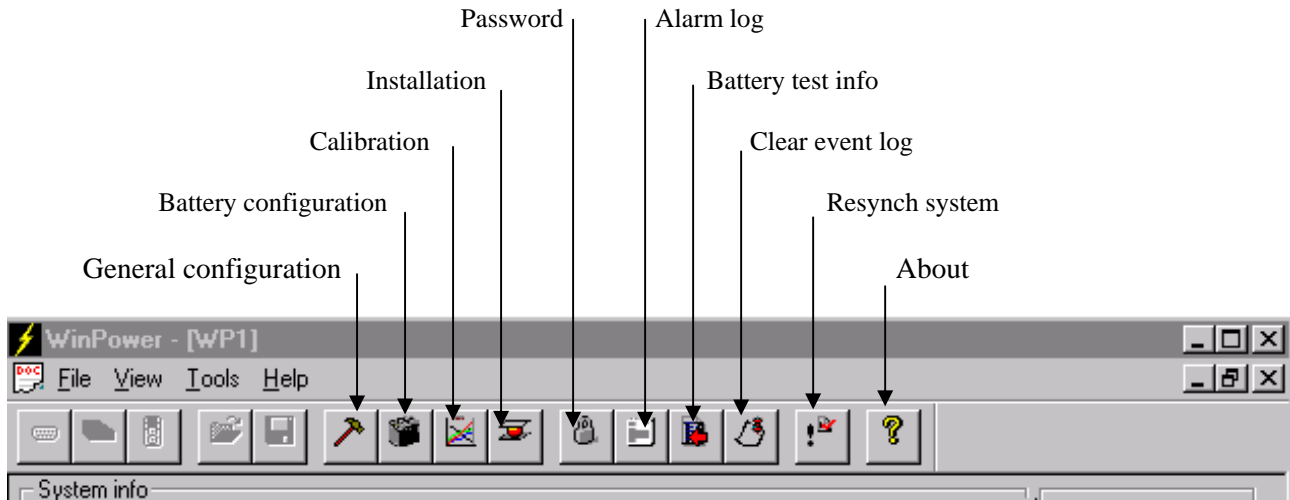 Password
Alarm log
Installation
Battery test info
Calibration
Clear event log
Battery configuration
Resynch system
General configuration
About
WinPower - [WP1]
File View Tools Help
System info